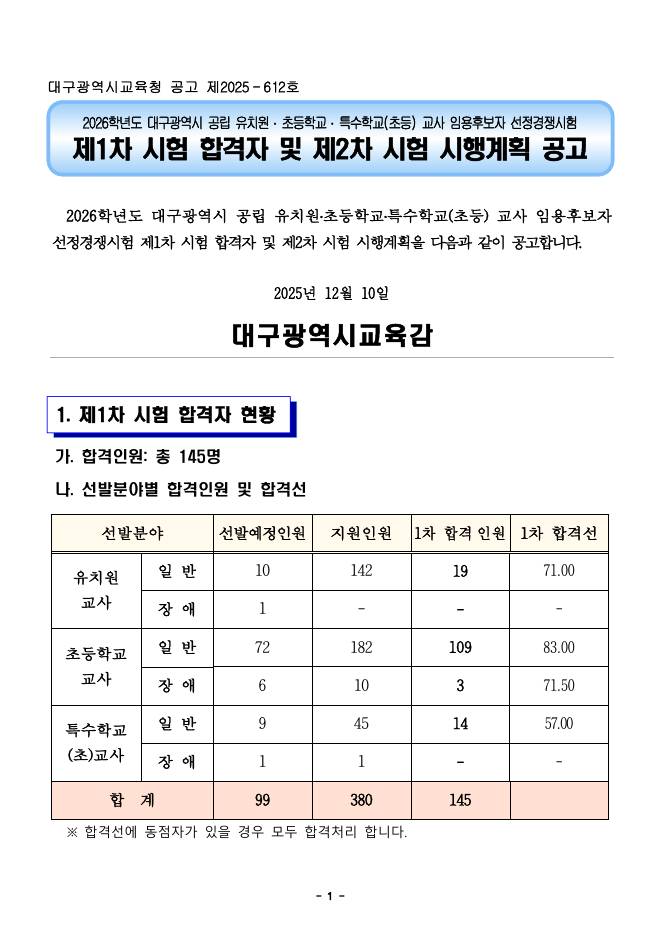 대구광역시교육청 공고 제2025-612호
2026학년도 대구광역시 공립 유치원·초등학교·특수학교(초등) 교사 임용후보자 선정경쟁시험
제1차 시험 합격자 및 제2차 시험 시행계획 공고
2026학년도 대구광역시 공립 유치원·초등학교·특수학교(초등) 교사 임용후보자
선정경쟁시험 제1차 시험 합격자 및 제2차 시험 시행계획을 다음과 같이 공고합니다.
2025년 12월 10일
대구광역시교육감
1. 제1차 시험 합격자 현황
가. 합격인원: 총 145명
나. 선발분야별 합격인원 및 합격선
선발분야 선발예정인원 지원인원 1차 합격 인원 1차 합격선
유치원 교사 일 반 10 142 19 71.00
장 애 1 - - -
초등학교 교사 일 반 72 182 109 83.00
장 애 6 10 3 71.50
특수학교 (초)교사 일 반 9 45 14 57.00
장 애 1 1 - -
합 계 99 380 145
※ 합격선에 동점자가 있을 경우 모두 합격처리 합니다.
- 1 -